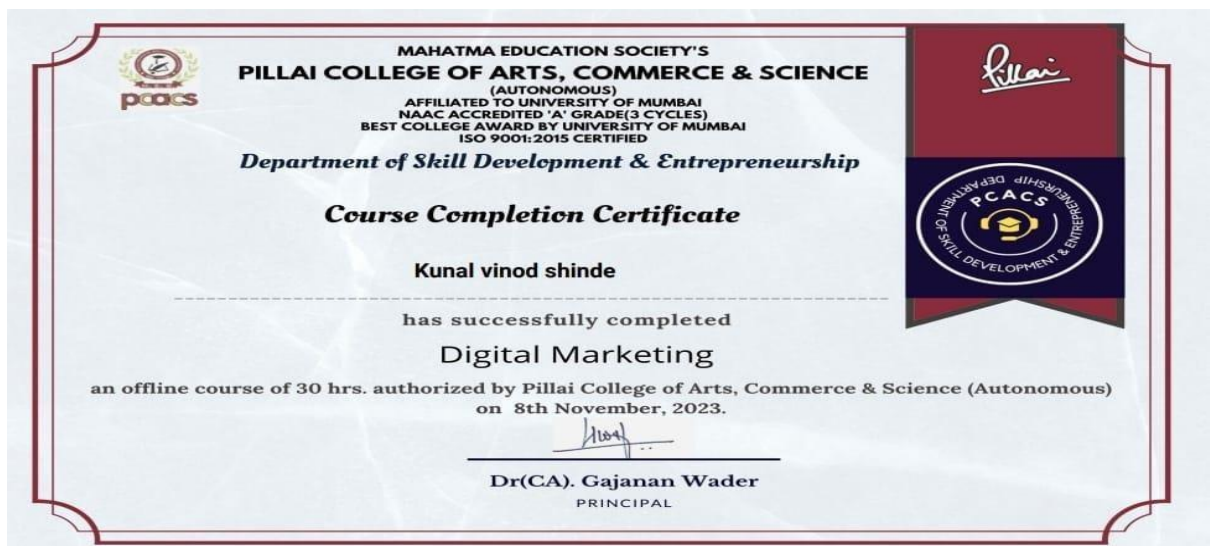 pcacs
MAHATMA EDUCATION SOCIETY'S
PILLAI COLLEGE OF ARTS, COMMERCE & SCIENCE
(AUTONOMOUS)
AFFILIATED TO UNIVERSITY OF MUMBAI
NAAC ACCREDITED 'A' GRADE(3 CYCLES)
BEST COLLEGE AWARD BY UNIVERSITY OF MUMBAI
ISO 9001:2015 CERTIFIED
Department of Skill Development & Entrepreneurship
Pillai
PCACS
DEPARTMENT OF SKILL DEVELOPMENT & ENTREPRENEURSHIP
Course Completion Certificate
Kunal vinod shinde
has successfully completed
Digital Marketing
an offline course of 30 hrs. authorized by Pillai College of Arts, Commerce & Science (Autonomous)
on 8th November, 2023.
Dr(CA). Gajanan Wader
PRINCIPAL